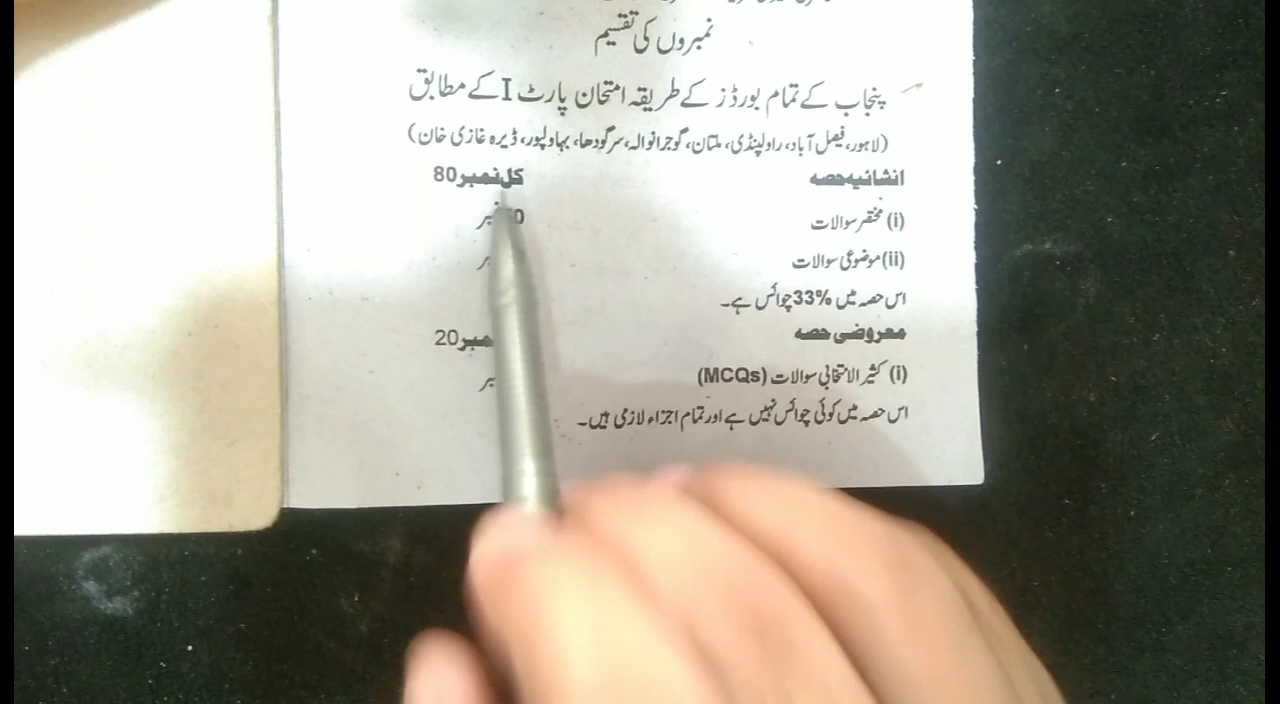 نمبروں کی تقسیم
پنجاب کے تمام بورڈز کے طریقہ امتحان پارٹ I کے مطابق
(لاہور، فیصل آباد، راولپنڈی، ملتان، گوجرانوالہ، سرگودھا، بہاولپور، ڈیرہ غازی خان)
انشائیہ حصہ کل نمبر 80
(i) مختصر سوالات
(ii) موضوعی سوالات
اس حصہ میں 33% چوائس ہے۔
معروضی حصہ نمبر 20
(i) کثیر الانتخابی سوالات (MCQs)
اس حصہ میں کوئی چوائس نہیں ہے اور تمام اجزاء لازمی ہیں۔